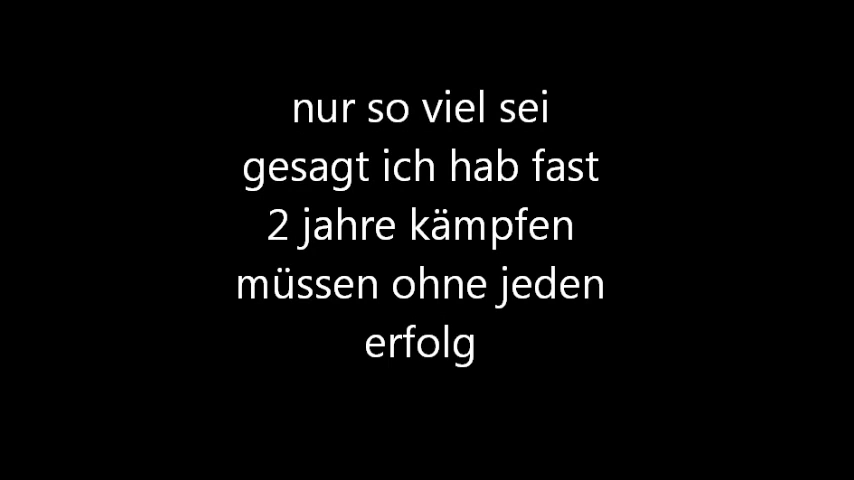 nur so viel sei
gesagt ich hab fast
2 jahre kämpfen
müssen ohne jeden
erfolg